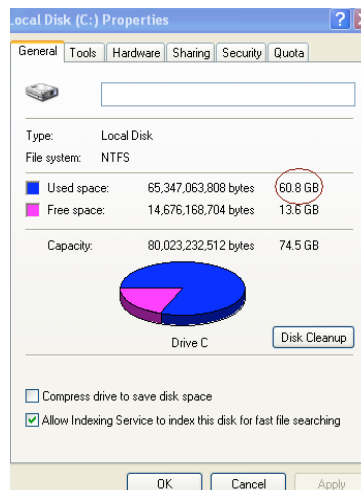 Local Disk (C:) Properties
General Tools Hardware Sharing Security Quota
Type: Local Disk
File system: NTFS
Used space: 65,347,063,808 bytes 60.8 GB
Free space: 14,676,168,704 bytes 13.6 GB
Capacity: 80,023,232,512 bytes 74.5 GB
Drive C
Disk Cleanup
Compress drive to save disk space
Allow Indexing Service to index this disk for fast file searching
OK Cancel Apply